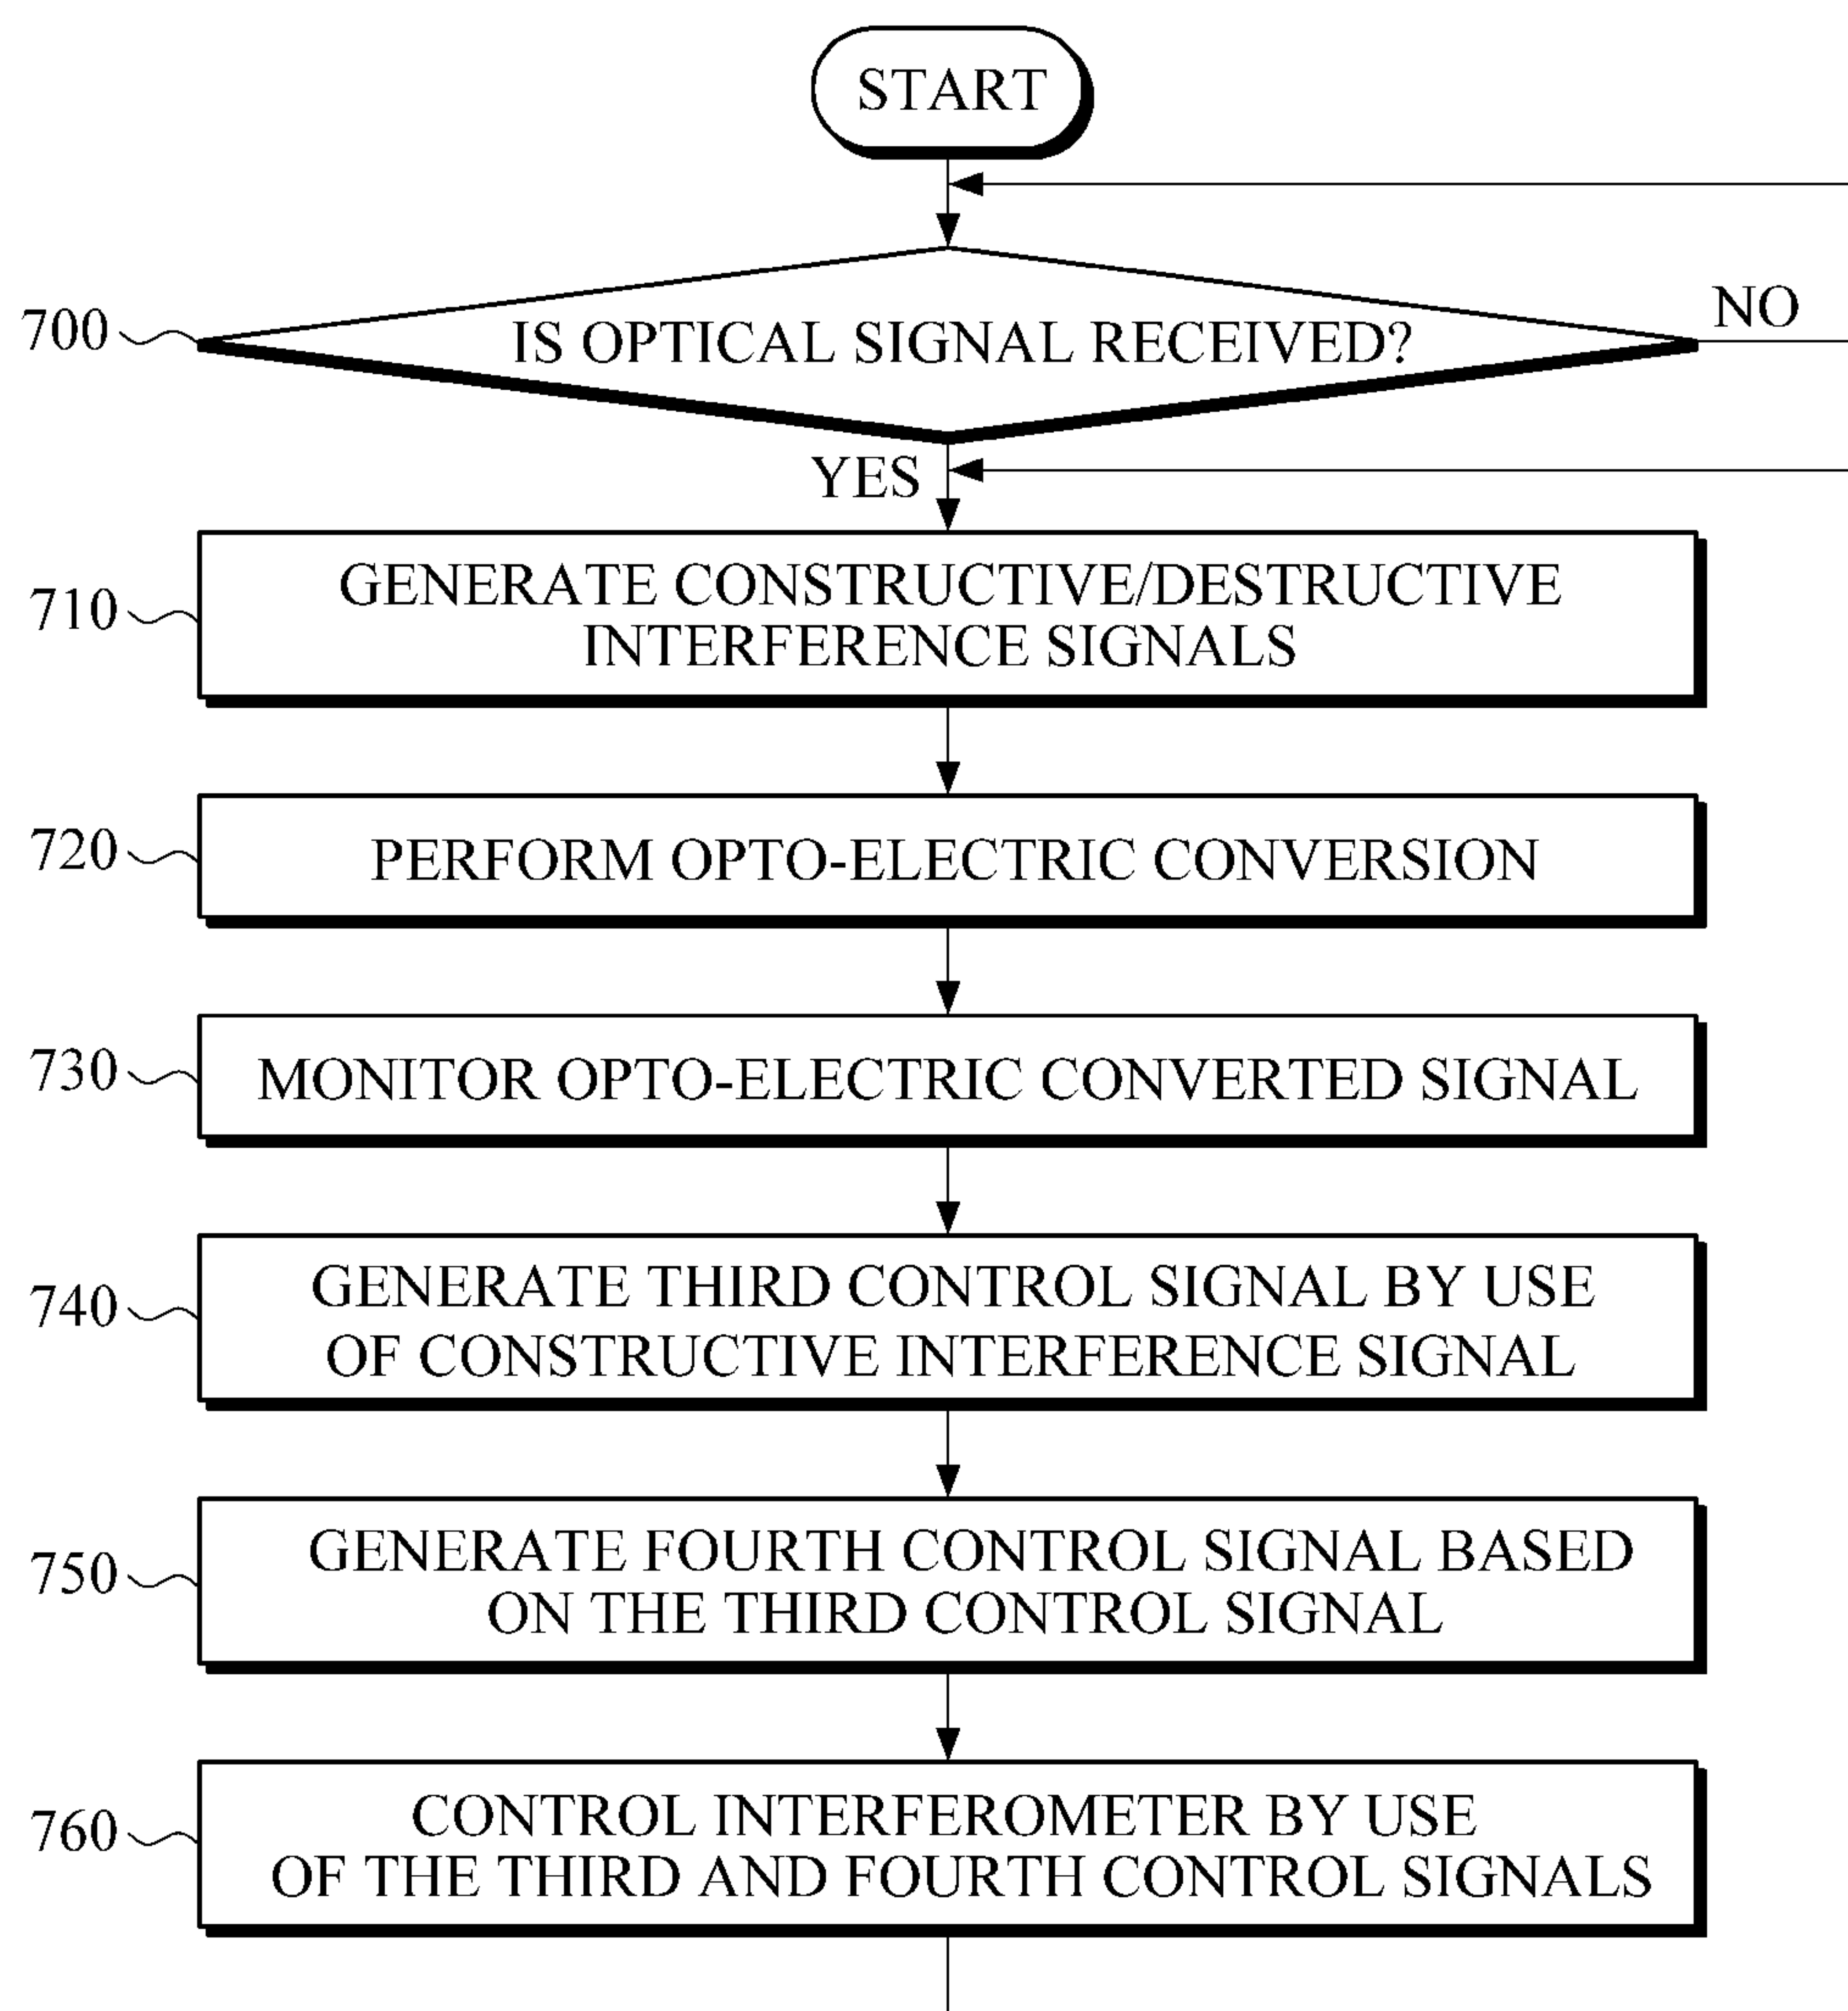 START
700
IS OPTICAL SIGNAL RECEIVED?
NO
YES
710
GENERATE CONSTRUCTIVE/DESTRUCTIVE
INTERFERENCE SIGNALS
720
PERFORM OPTO-ELECTRIC CONVERSION
730
MONITOR OPTO-ELECTRIC CONVERTED SIGNAL
740
GENERATE THIRD CONTROL SIGNAL BY USE
OF CONSTRUCTIVE INTERFERENCE SIGNAL
750
GENERATE FOURTH CONTROL SIGNAL BASED
ON THE THIRD CONTROL SIGNAL
760
CONTROL INTERFEROMETER BY USE
OF THE THIRD AND FOURTH CONTROL SIGNALS